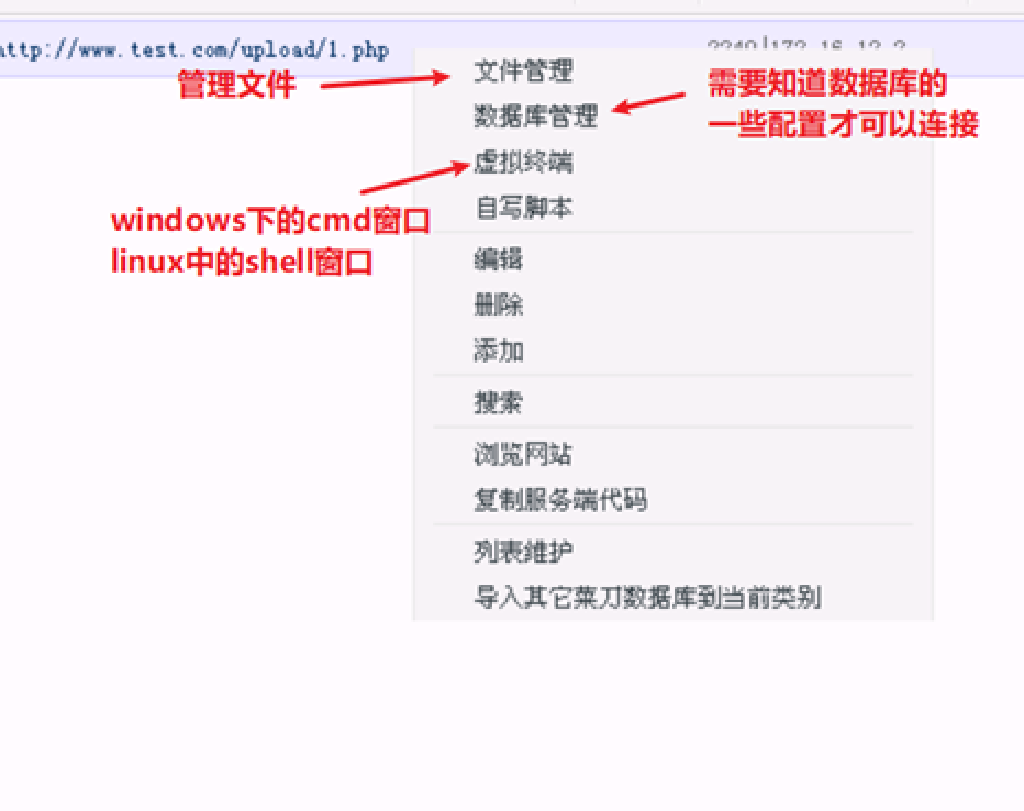 http://www.test.com/upload/1.php
管理文件
文件管理
需要知道数据库的
一些配置才可以连接
数据库管理
虚拟终端
windows下的cmd窗口
linux中的shell窗口
自写脚本
编辑
删除
添加
搜索
浏览网站
复制服务端代码
列表维护
导入其它菜刀数据库到当前类别